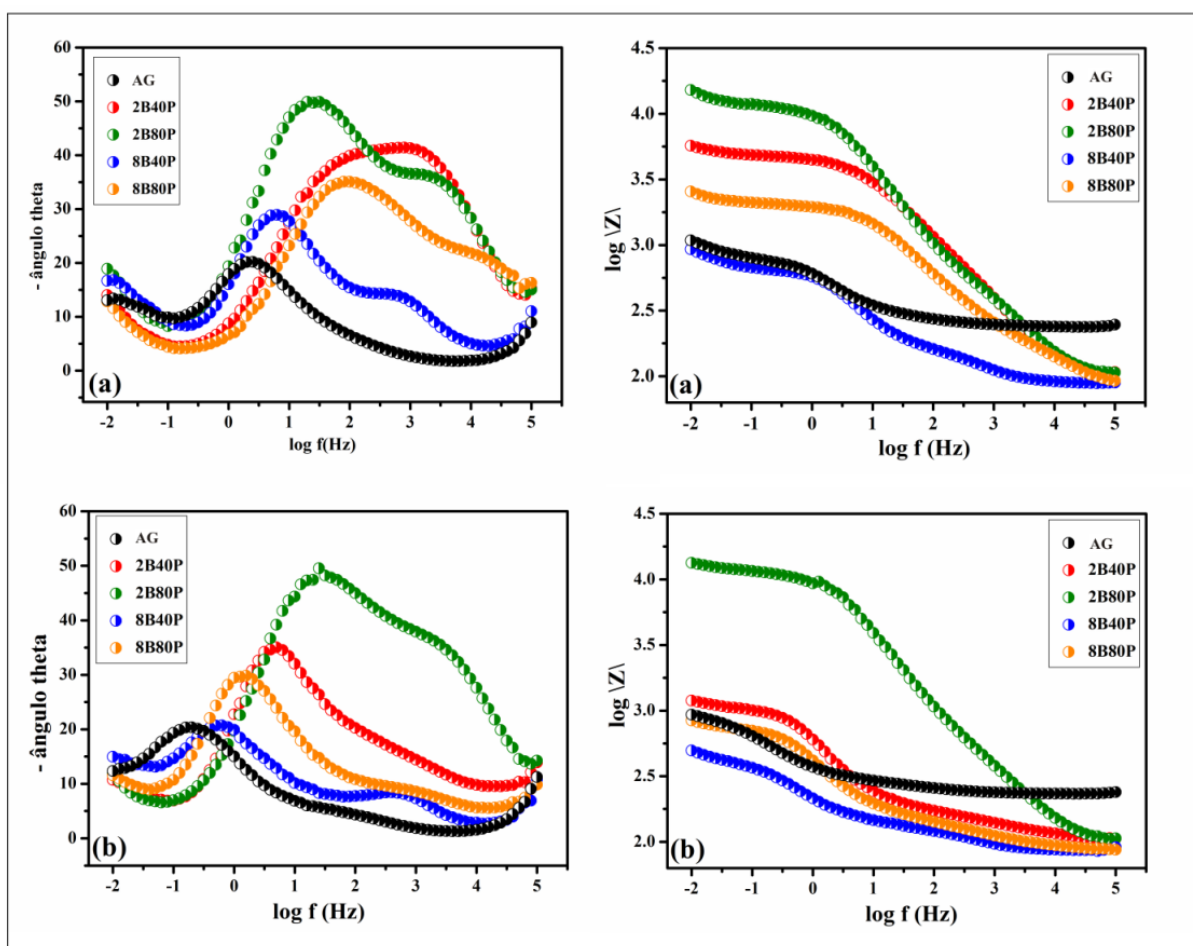 60
50
40
30
20
10
0
- ângulo theta
AG
2B40P
2B80P
8B40P
8B80P
(a)
-2 -1 0 1 2 3 4 5
log f(Hz)
4.5
4.0
3.5
3.0
2.5
2.0
log \Z\
AG
2B40P
2B80P
8B40P
8B80P
(a)
-2 -1 0 1 2 3 4 5
log f (Hz)
60
50
40
30
20
10
0
- ângulo theta
AG
2B40P
2B80P
8B40P
8B80P
(b)
-2 -1 0 1 2 3 4 5
log f (Hz)
4.5
4.0
3.5
3.0
2.5
2.0
log \Z\
AG
2B40P
2B80P
8B40P
8B80P
(b)
-2 -1 0 1 2 3 4 5
log f (Hz)